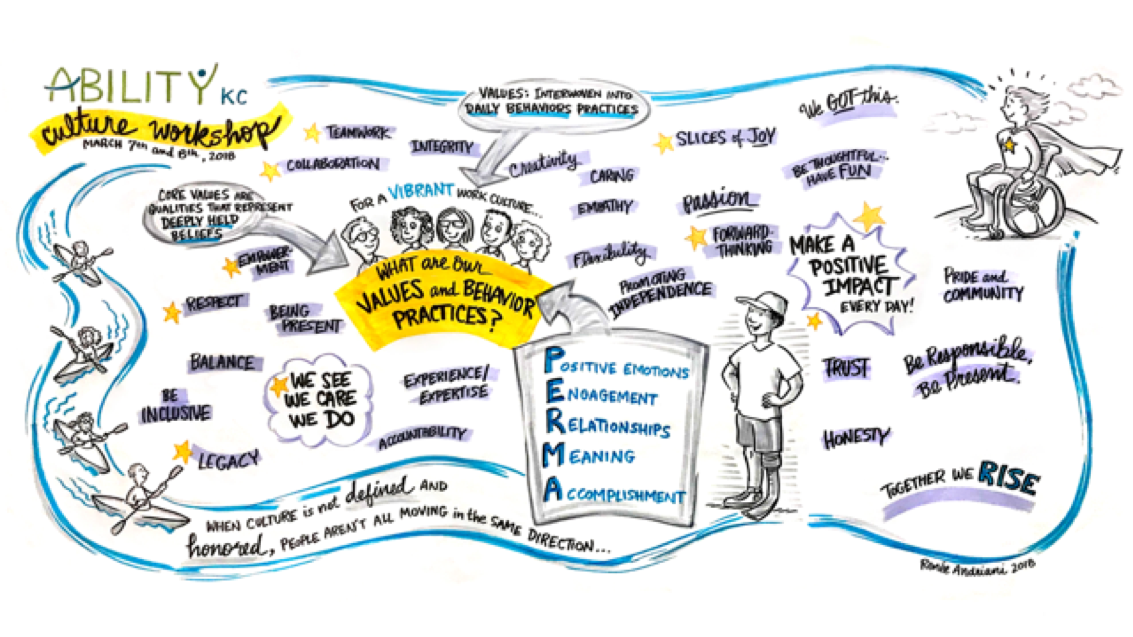 ABILITY KC
culture workshop
MARCH 7th and 8th, 2018
TEAMWORK
COLLABORATION
INTEGRITY
VALUES: INTERWOVEN INTO
DAILY BEHAVIORS PRACTICES
CORE VALUES ARE
QUALITIES THAT REPRESENT
DEEPLY HELD
BELIEFS
FOR A VIBRANT WORK CULTURE...
WHAT are our
VALUES and BEHAVIOR
PRACTICES?
Creativity
CARING
EMPATHY
Flexibility
PROMOTING
INDEPENDENCE
SLICES of JOY
passion
FORWARD-
THINKING
We GOT this.
BE THOUGHTFUL...
HAVE FUN
MAKE A
POSITIVE
IMPACT
EVERY DAY!
PRIDE and
COMMUNITY
EMPOWER-
MENT
RESPECT
BEING
PRESENT
BALANCE
BE
INCLUSIVE
LEGACY
WE SEE
WE CARE
WE DO
EXPERIENCE/
EXPERTISE
ACCOUNTABILITY
POSITIVE EMOTIONS
ENGAGEMENT
RELATIONSHIPS
MEANING
ACCOMPLISHMENT
TRUST
Be Responsible,
Be Present.
HONESTY
TOGETHER WE RISE
WHEN CULTURE is not defined AND
honored, PEOPLE AREN'T ALL MOVING in the SAME DIRECTION...
Renée Andriani 2018